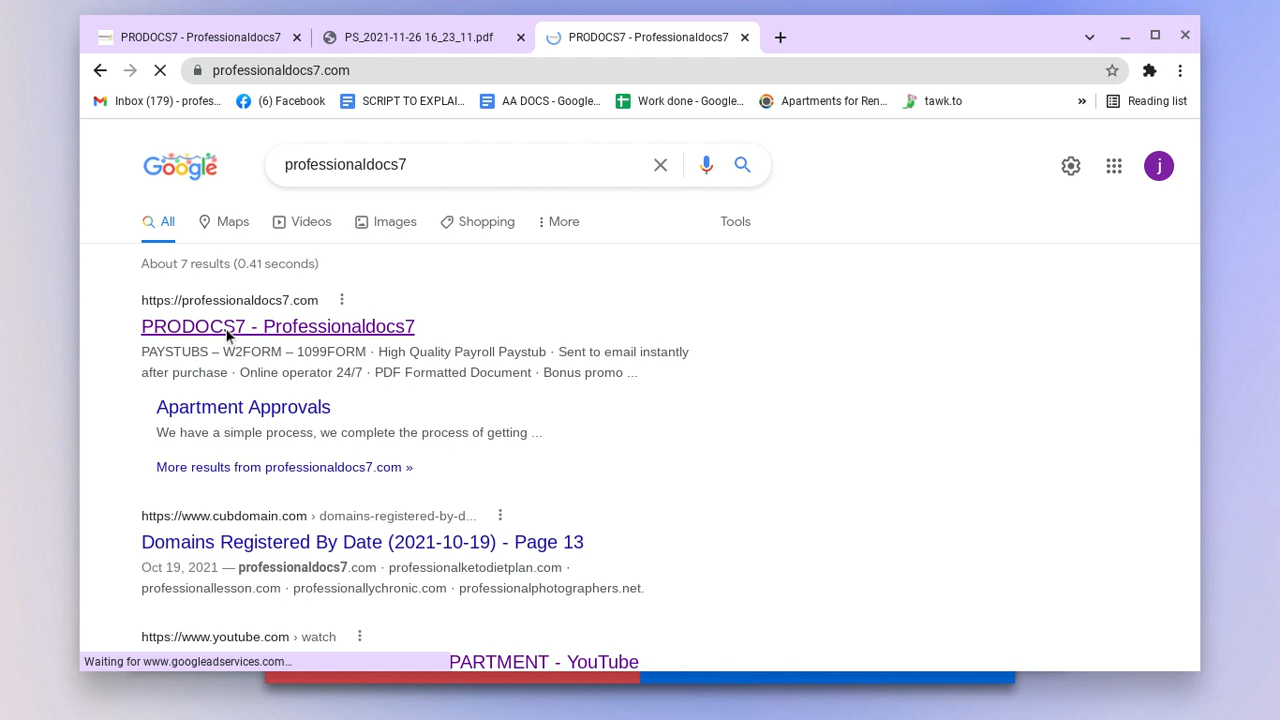 PRODOCS7 - Professionaldocs7
PS_2021-11-26 16_23_11.pdf
PRODOCS7 - Professionaldocs7
professionaldocs7.com
Inbox (179) - profes...
(6) Facebook
SCRIPT TO EXPLAI...
AA DOCS - Google...
Work done - Google...
Apartments for Ren...
tawk.to
»
Reading list
Google
professionaldocs7
j
All
Maps
Videos
Images
Shopping
More
Tools
About 7 results (0.41 seconds)
https://professionaldocs7.com
PRODOCS7 - Professionaldocs7
PAYSTUBS – W2FORM – 1099FORM · High Quality Payroll Paystub · Sent to email instantly
after purchase · Online operator 24/7 · PDF Formatted Document · Bonus promo ...
Apartment Approvals
We have a simple process, we complete the process of getting ...
More results from professionaldocs7.com »
https://www.cubdomain.com › domains-registered-by-d...
Domains Registered By Date (2021-10-19) - Page 13
Oct 19, 2021 — professionaldocs7.com · professionalketodietplan.com ·
professionallesson.com · professionallychronic.com · professionalphotographers.net.
https://www.youtube.com › watch
PARTMENT - YouTube
Waiting for www.googleadservices.com...